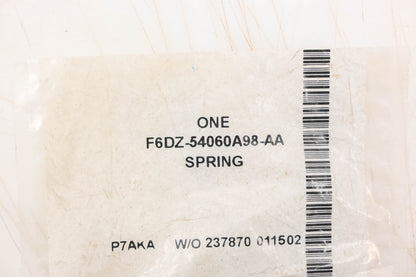 ONE
F6DZ-54060A98-AA
SPRING
P7AKA W/O 237870 011502